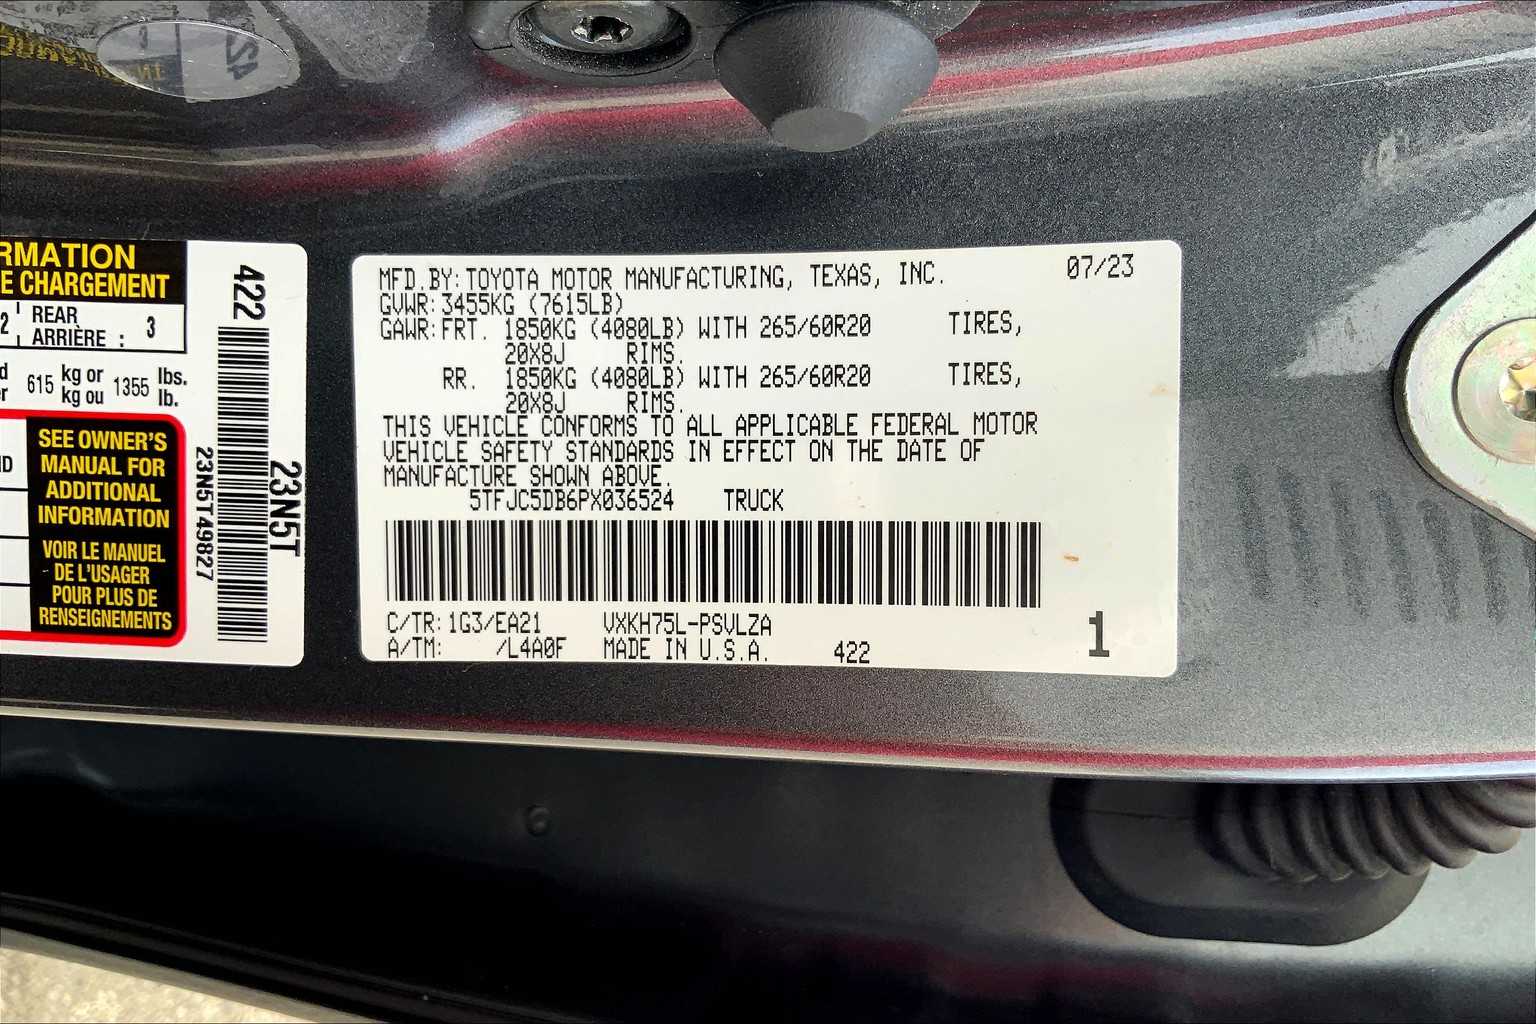 RMATION
E CHARGEMENT
2 REAR ARRIÈRE : 3
615 kg or kg ou 1355 lbs. lb.
SEE OWNER'S
MANUAL FOR
ADDITIONAL
INFORMATION
VOIR LE MANUEL
DE L'USAGER
POUR PLUS DE
RENSEIGNEMENTS
422
23N5T49827
23N5T
MFD.BY:TOYOTA MOTOR MANUFACTURING, TEXAS, INC. 07/23
GVWR:3455KG (7615LB)
GAWR:FRT. 1850KG (4080LB) WITH 265/60R20 TIRES,
20X8J RIMS.
RR. 1850KG (4080LB) WITH 265/60R20 TIRES,
20X8J RIMS.
THIS VEHICLE CONFORMS TO ALL APPLICABLE FEDERAL MOTOR
VEHICLE SAFETY STANDARDS IN EFFECT ON THE DATE OF
MANUFACTURE SHOWN ABOVE.
5TFJC5DB6PX036524 TRUCK
C/TR:1G3/EA21 VXKH75L-PSVLZA
A/TM: /L4A0F MADE IN U.S.A. 422
1